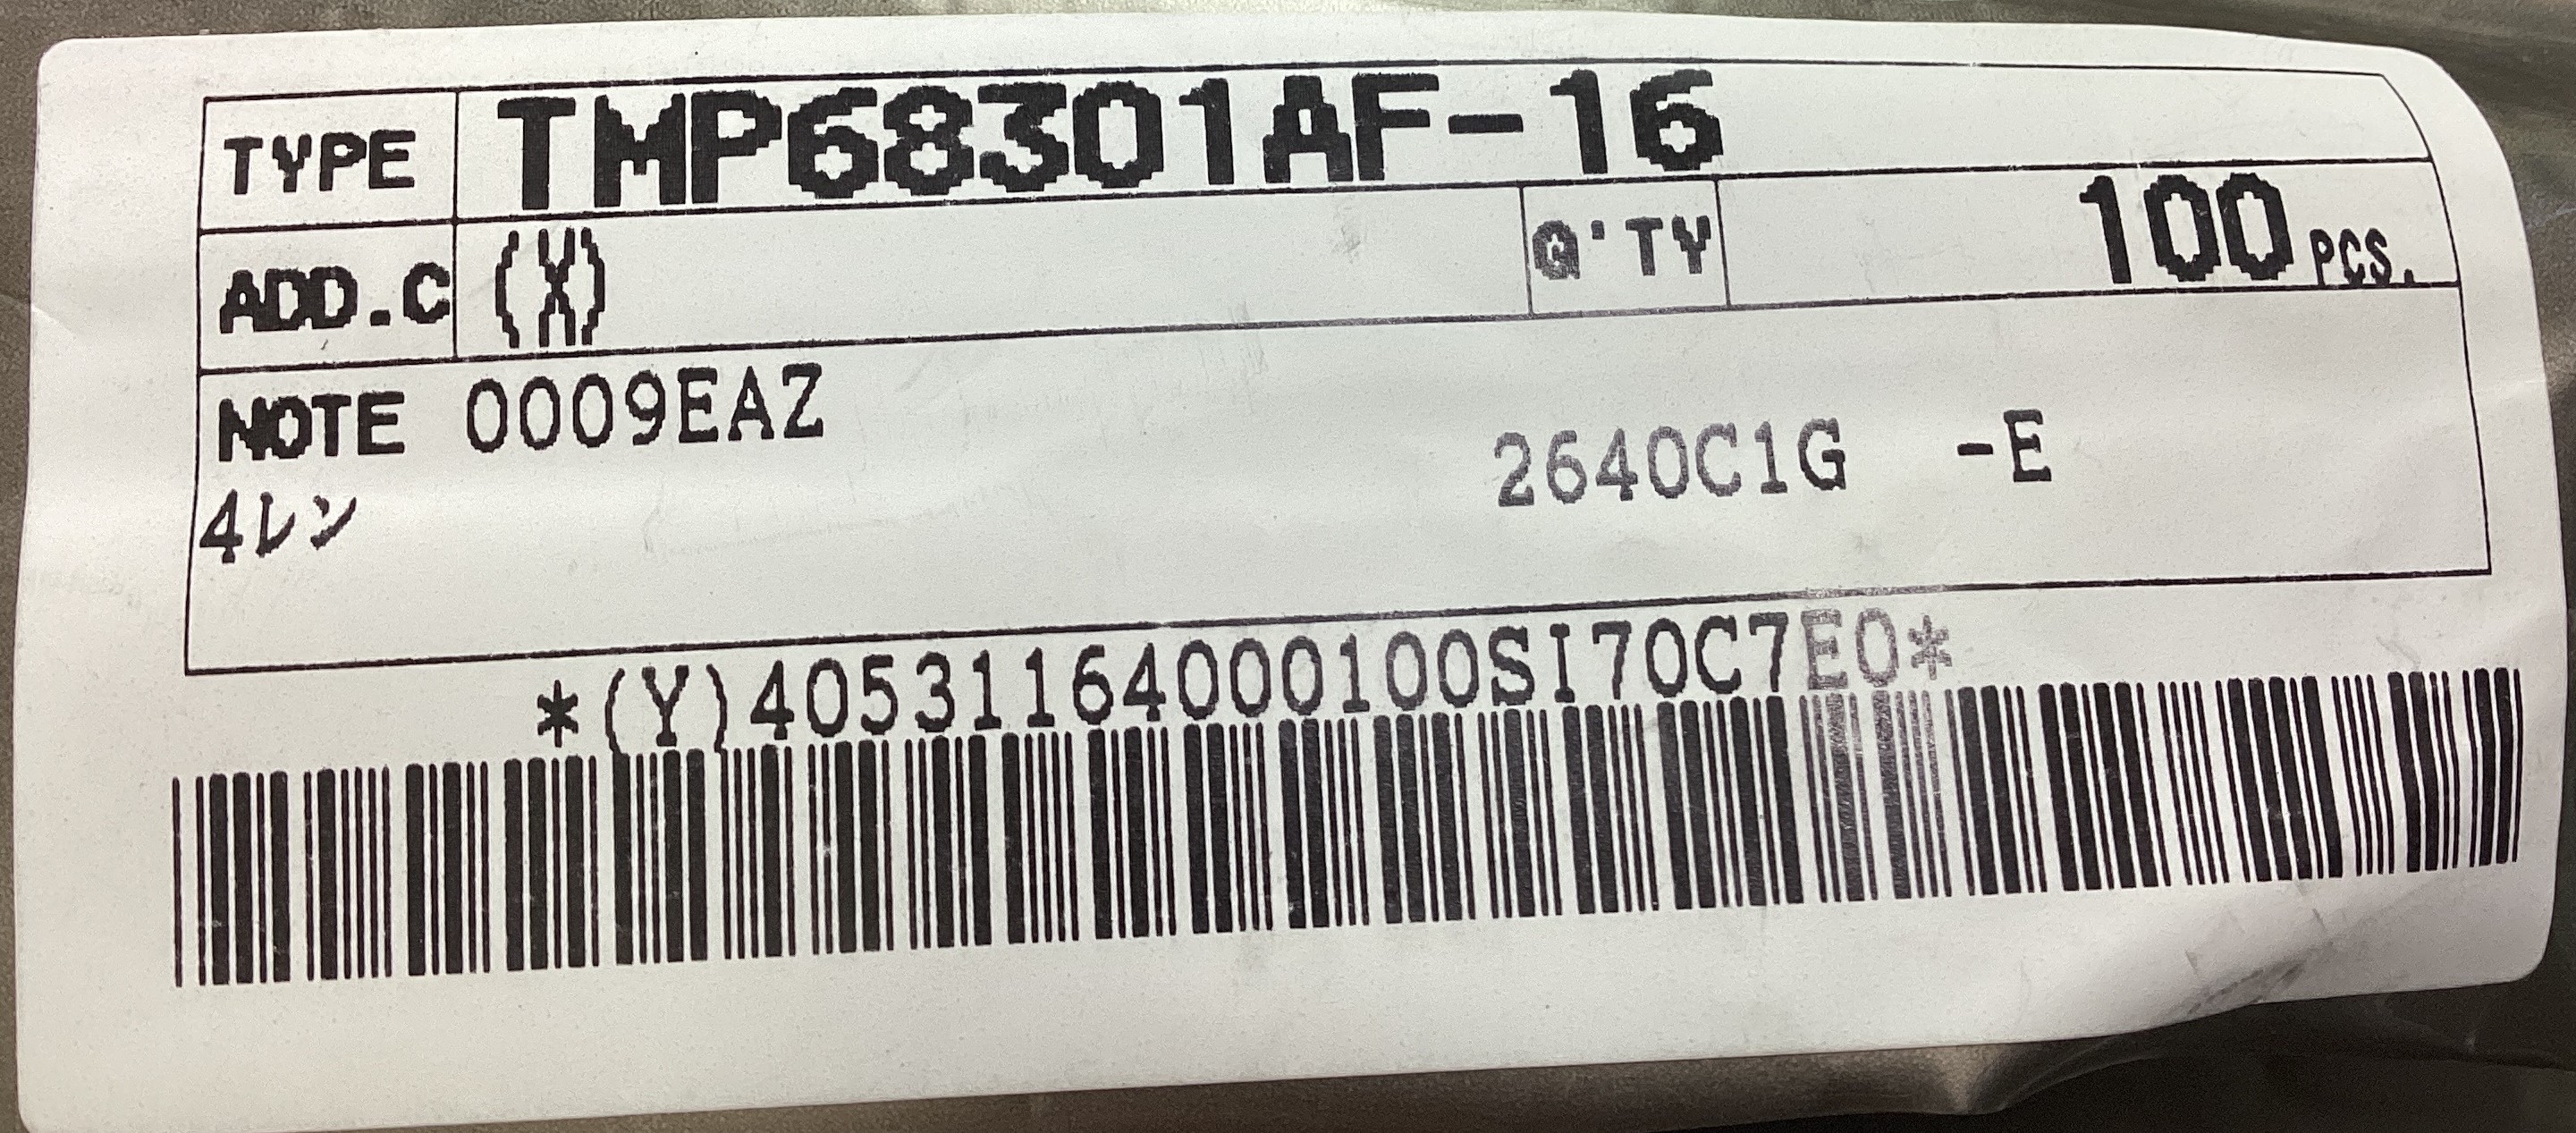 TYPE TMP68301AF-16
ADD.C (X) Q'TY 100 PCS.
NOTE 0009EAZ
2640C1G -E
4レン
*(Y)40531164000100SI70C7E0*